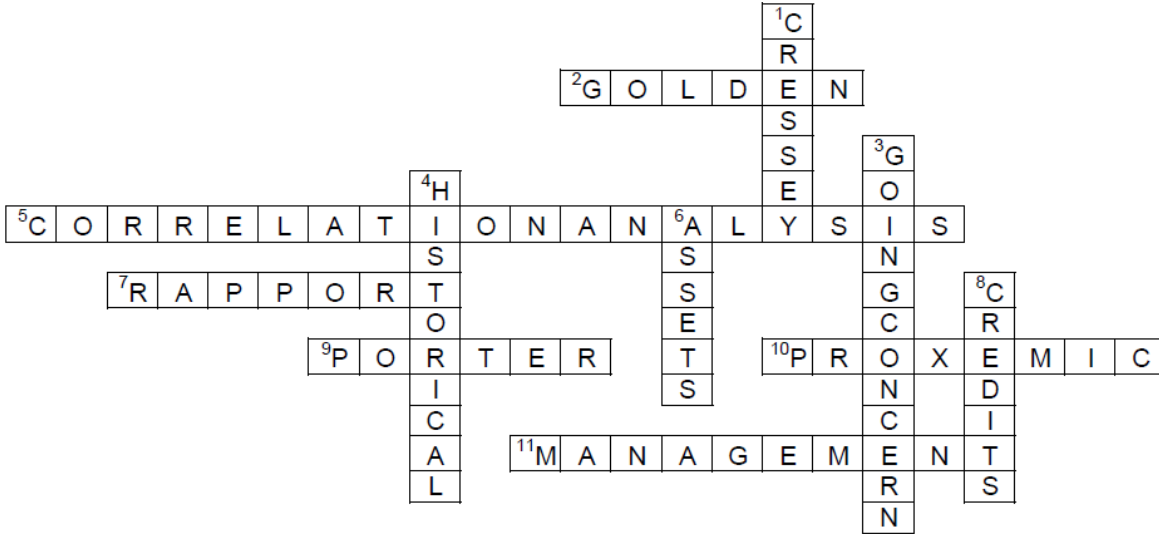 1C
R
2G O L D E N
S
S 3G
4H E O
5C O R R E L A T I O N A N 6A L Y S I S
S S N
7R A P P O R T S G 8C
O E C R
9P O R T E R T 10P R O X E M I C
I S N D
C C I
A 11M A N A G E M E N T
L R S
N